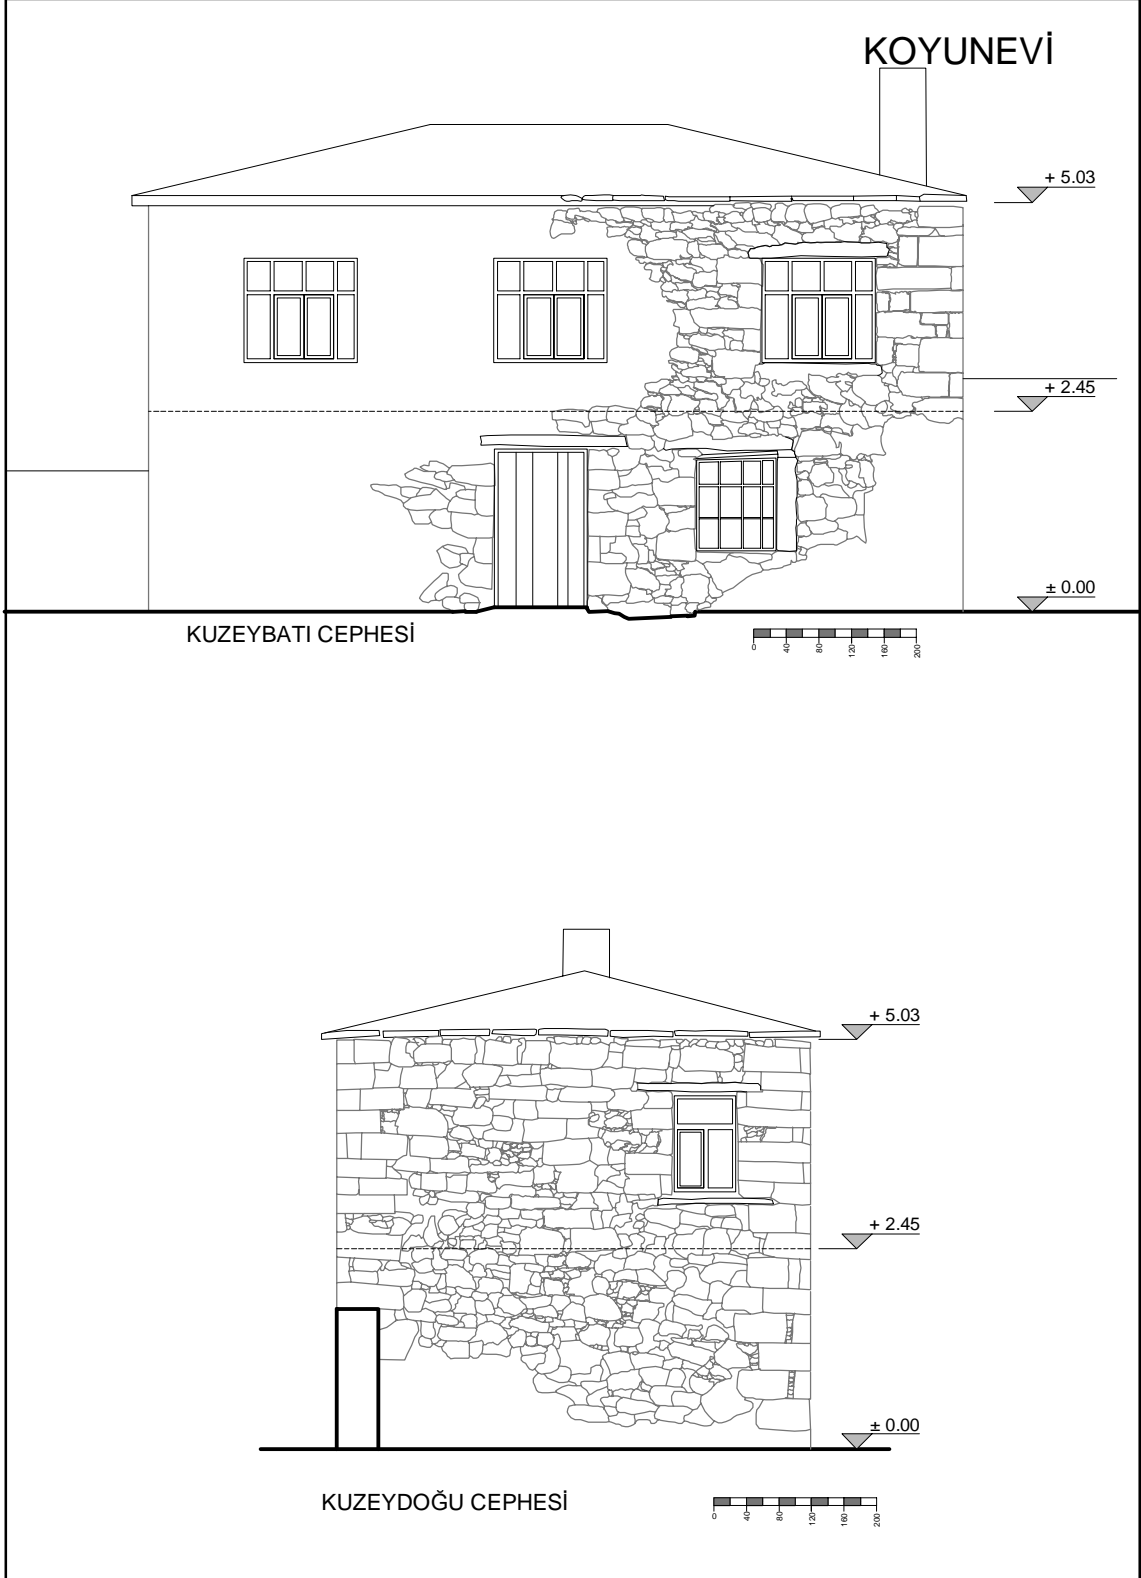 KOYUNEVİ
+ 5.03
+ 2.45
± 0.00
KUZEYBATI CEPHESİ
0 40 80 120 160 200
+ 5.03
+ 2.45
± 0.00
KUZEYDOĞU CEPHESİ
0 40 80 120 160 200